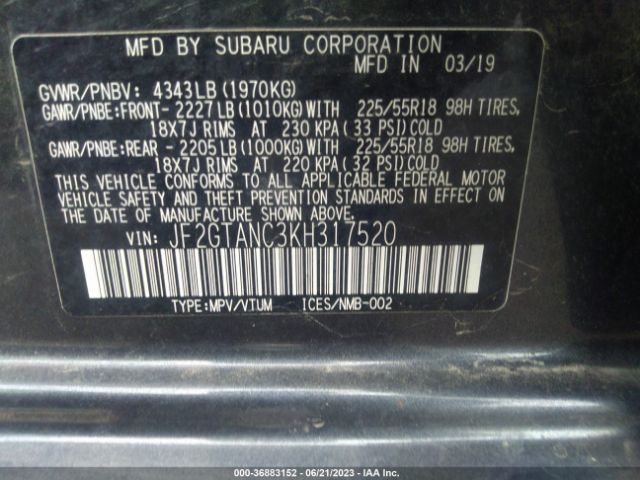 MFD BY SUBARU CORPORATION
MFD IN 03/19
GVWR/PNBV: 4343LB(1970KG)
GAWR/PNBE:FRONT- 2227LB(1010KG)WITH 225/55R18 98H TIRES,
18X7J RIMS AT 230 KPA(33 PSI)COLD
GAWR/PNBE:REAR - 2205LB(1000KG)WITH 225/55R18 98H TIRES,
18X7J RIMS AT 220 KPA(32 PSI)COLD
THIS VEHICLE CONFORMS TO ALL APPLICABLE FEDERAL MOTOR
VEHICLE SAFETY AND THEFT PREVENTION STANDARDS IN EFFECT ON
THE DATE OF MANUFACTURE SHOWN ABOVE.
VIN: JF2GTANC3KH317520
TYPE:MPV/VTUM ICES/NMB-002
000-36883152 - 06/21/2023 - IAA Inc.